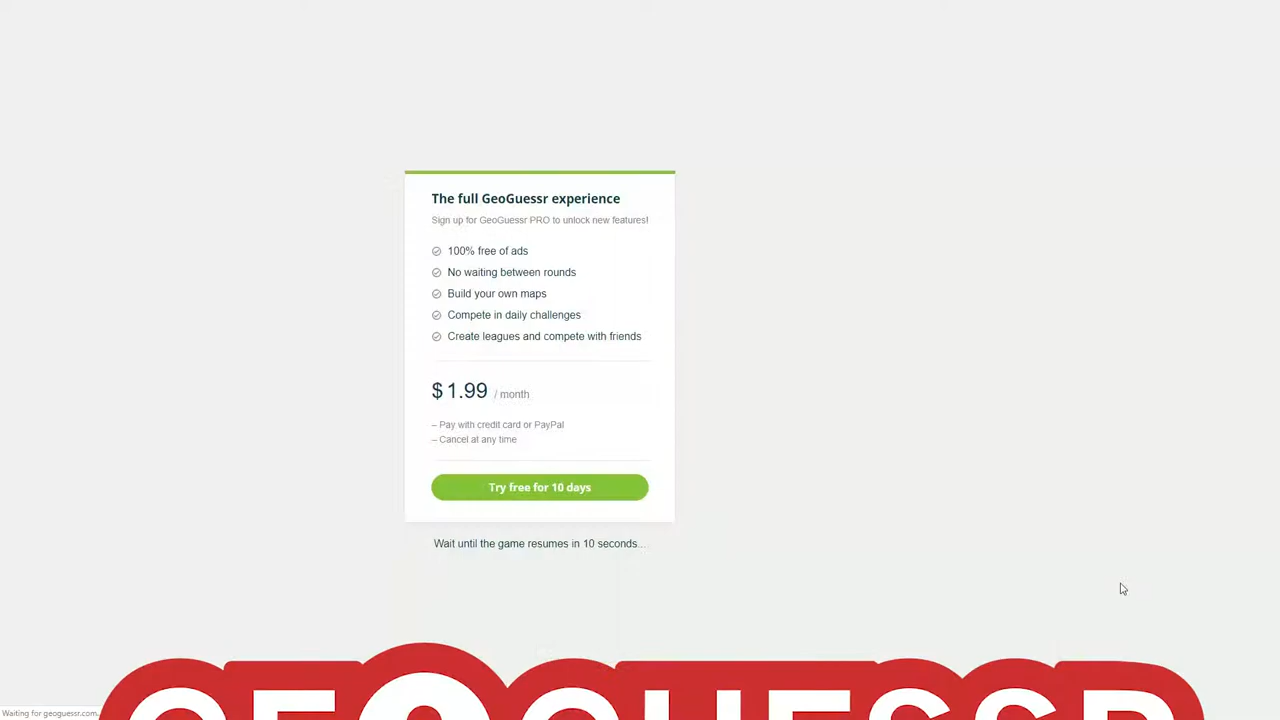 The full GeoGuessr experience
Sign up for GeoGuessr PRO to unlock new features!
100% free of ads
No waiting between rounds
Build your own maps
Compete in daily challenges
Create leagues and compete with friends
$ 1.99 / month
– Pay with credit card or PayPal
– Cancel at any time
Try free for 10 days
Wait until the game resumes in 10 seconds...
GEOGUESSR
Waiting for geoguessr.com...